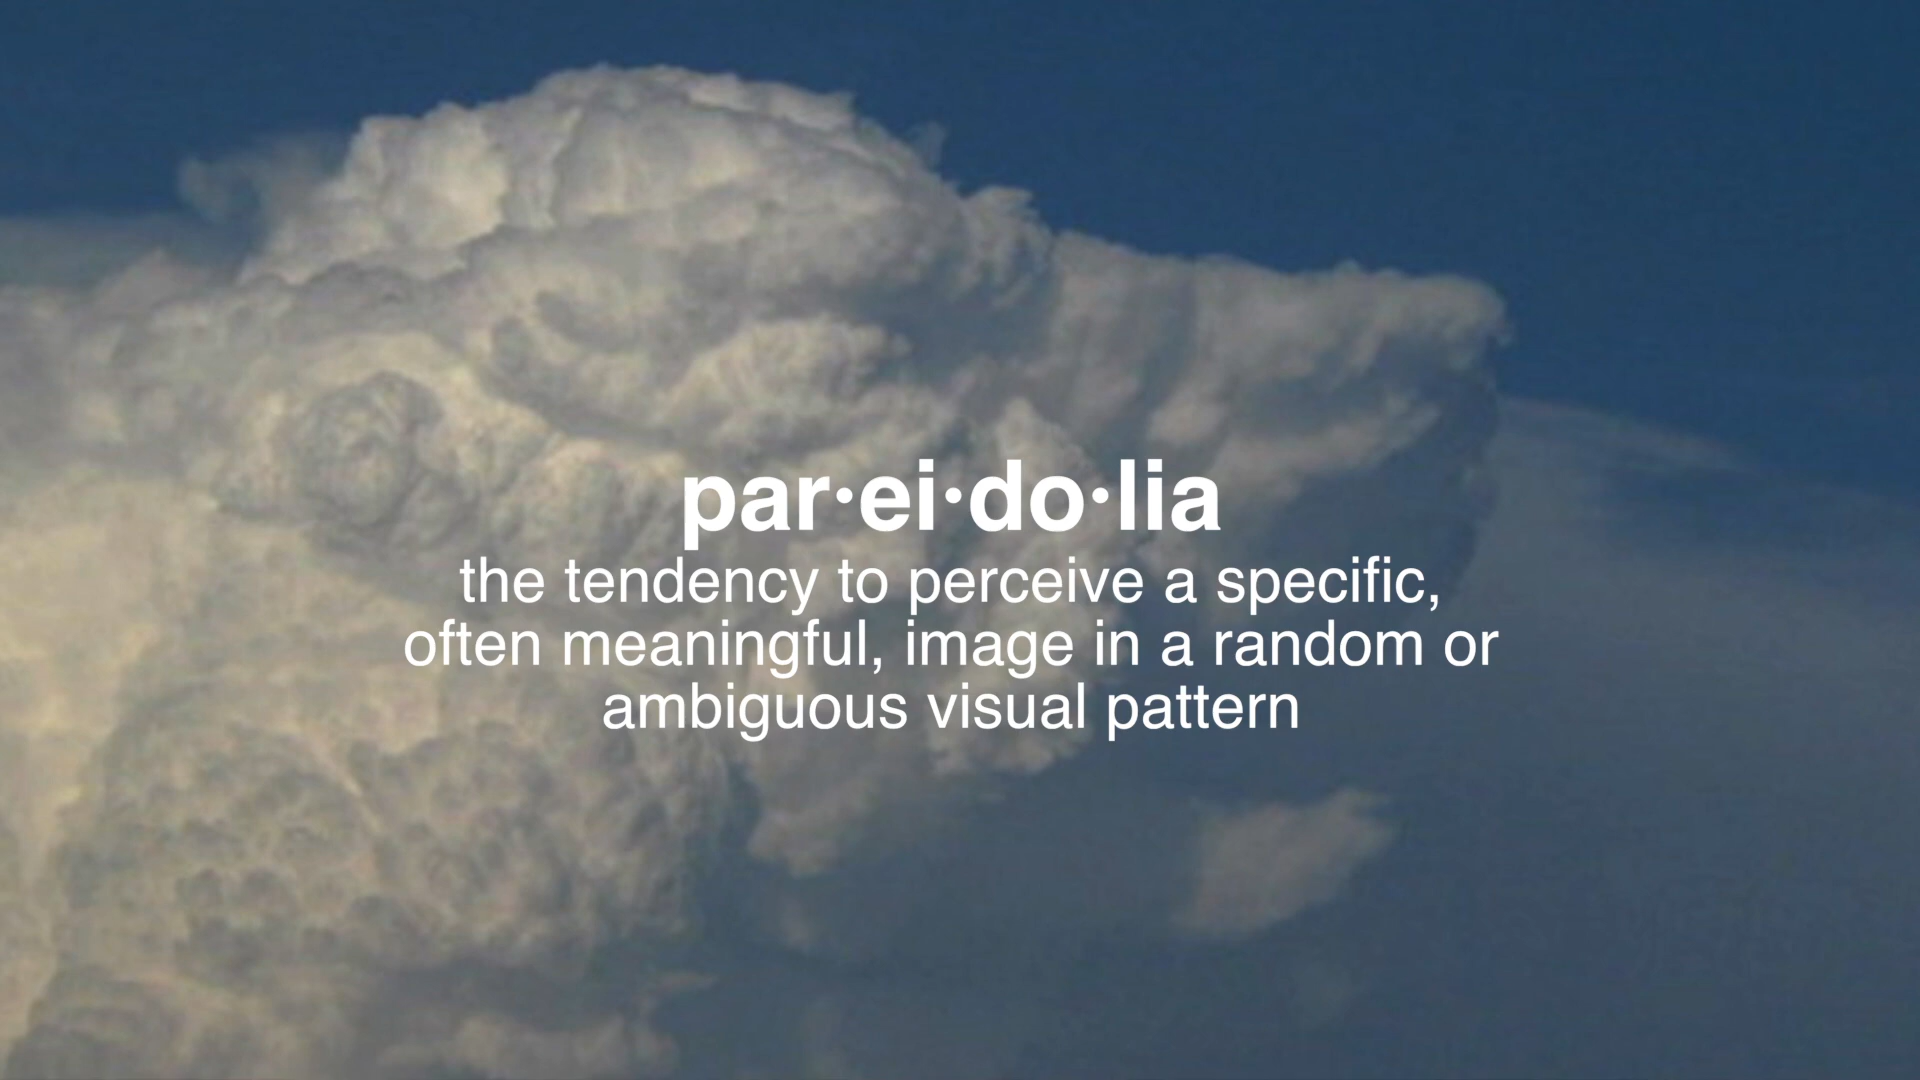 par·ei·do·lia
the tendency to perceive a specific,
often meaningful, image in a random or
ambiguous visual pattern